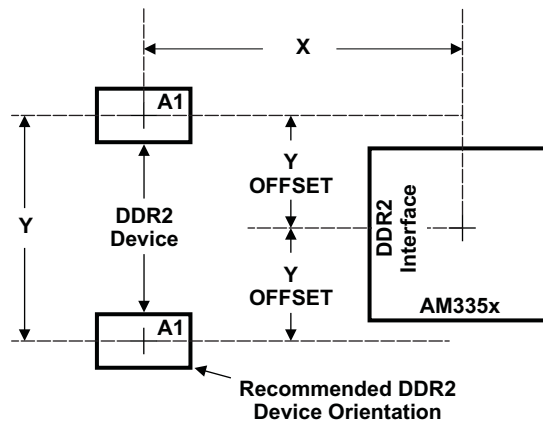 X
A1
Y
OFFSET
Y
DDR2
Device
DDR2
Interface
Y
OFFSET
A1
AM335x
Recommended DDR2
Device Orientation